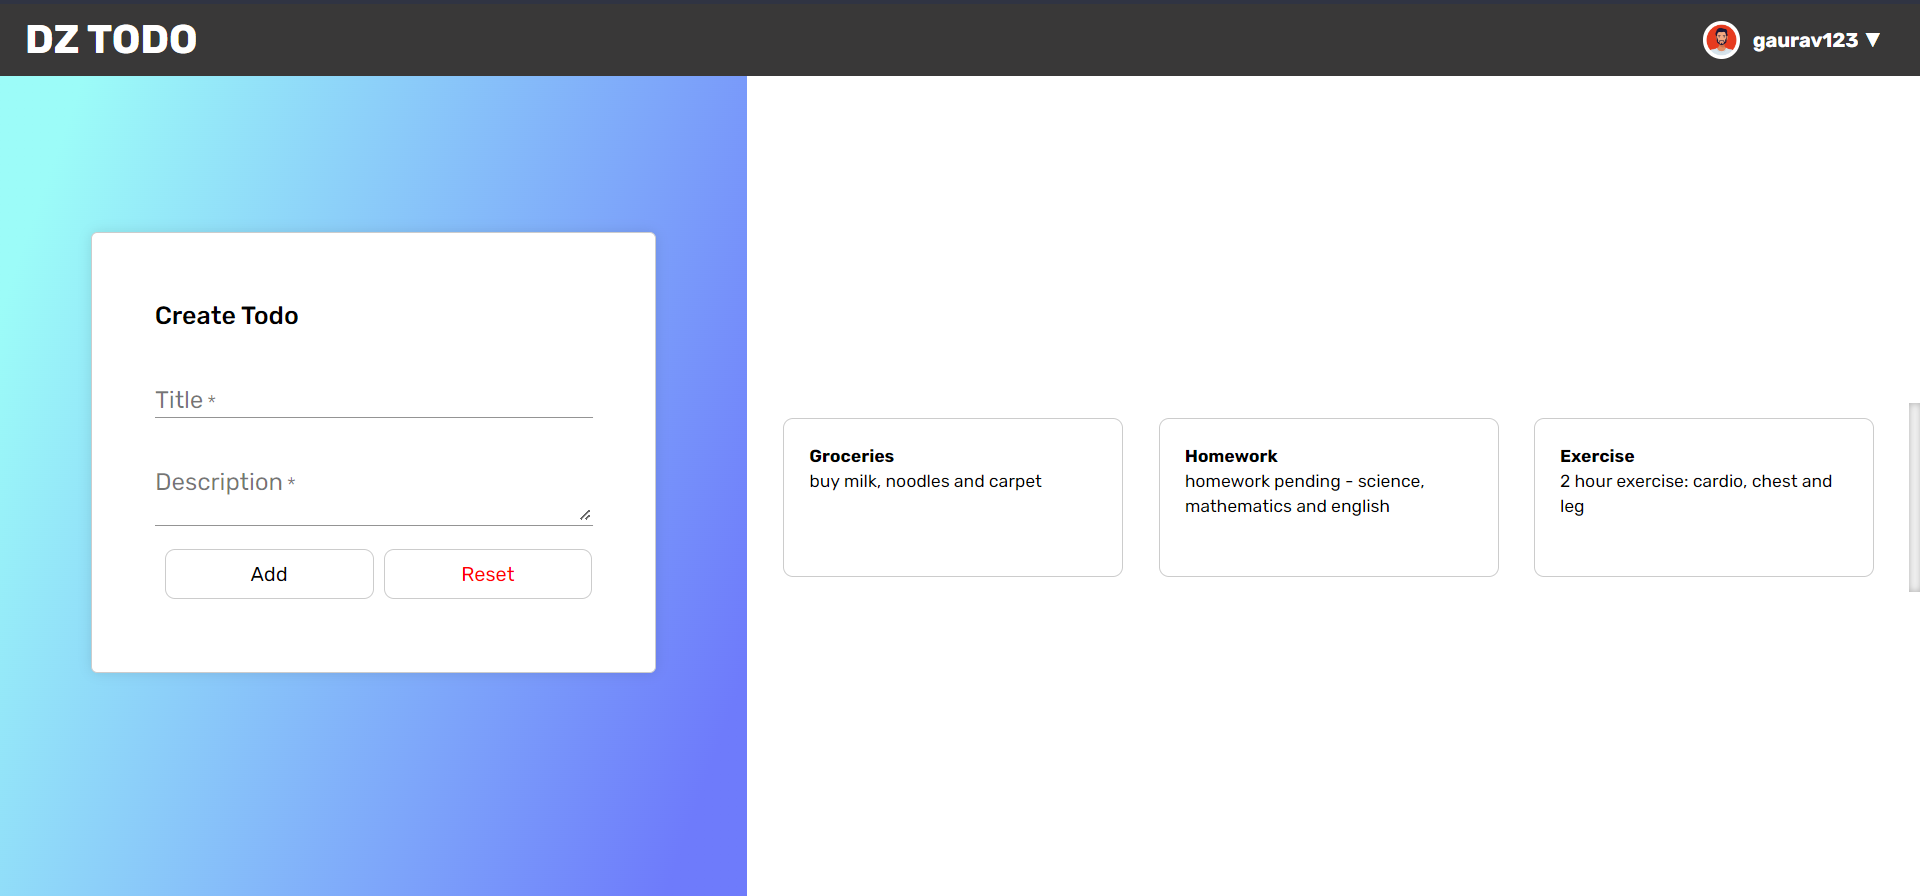 DZ TODO
gaurav123 ▼
Create Todo
Title *
Description *
Add
Reset
Groceries
buy milk, noodles and carpet
Homework
homework pending - science,
mathematics and english
Exercise
2 hour exercise: cardio, chest and
leg